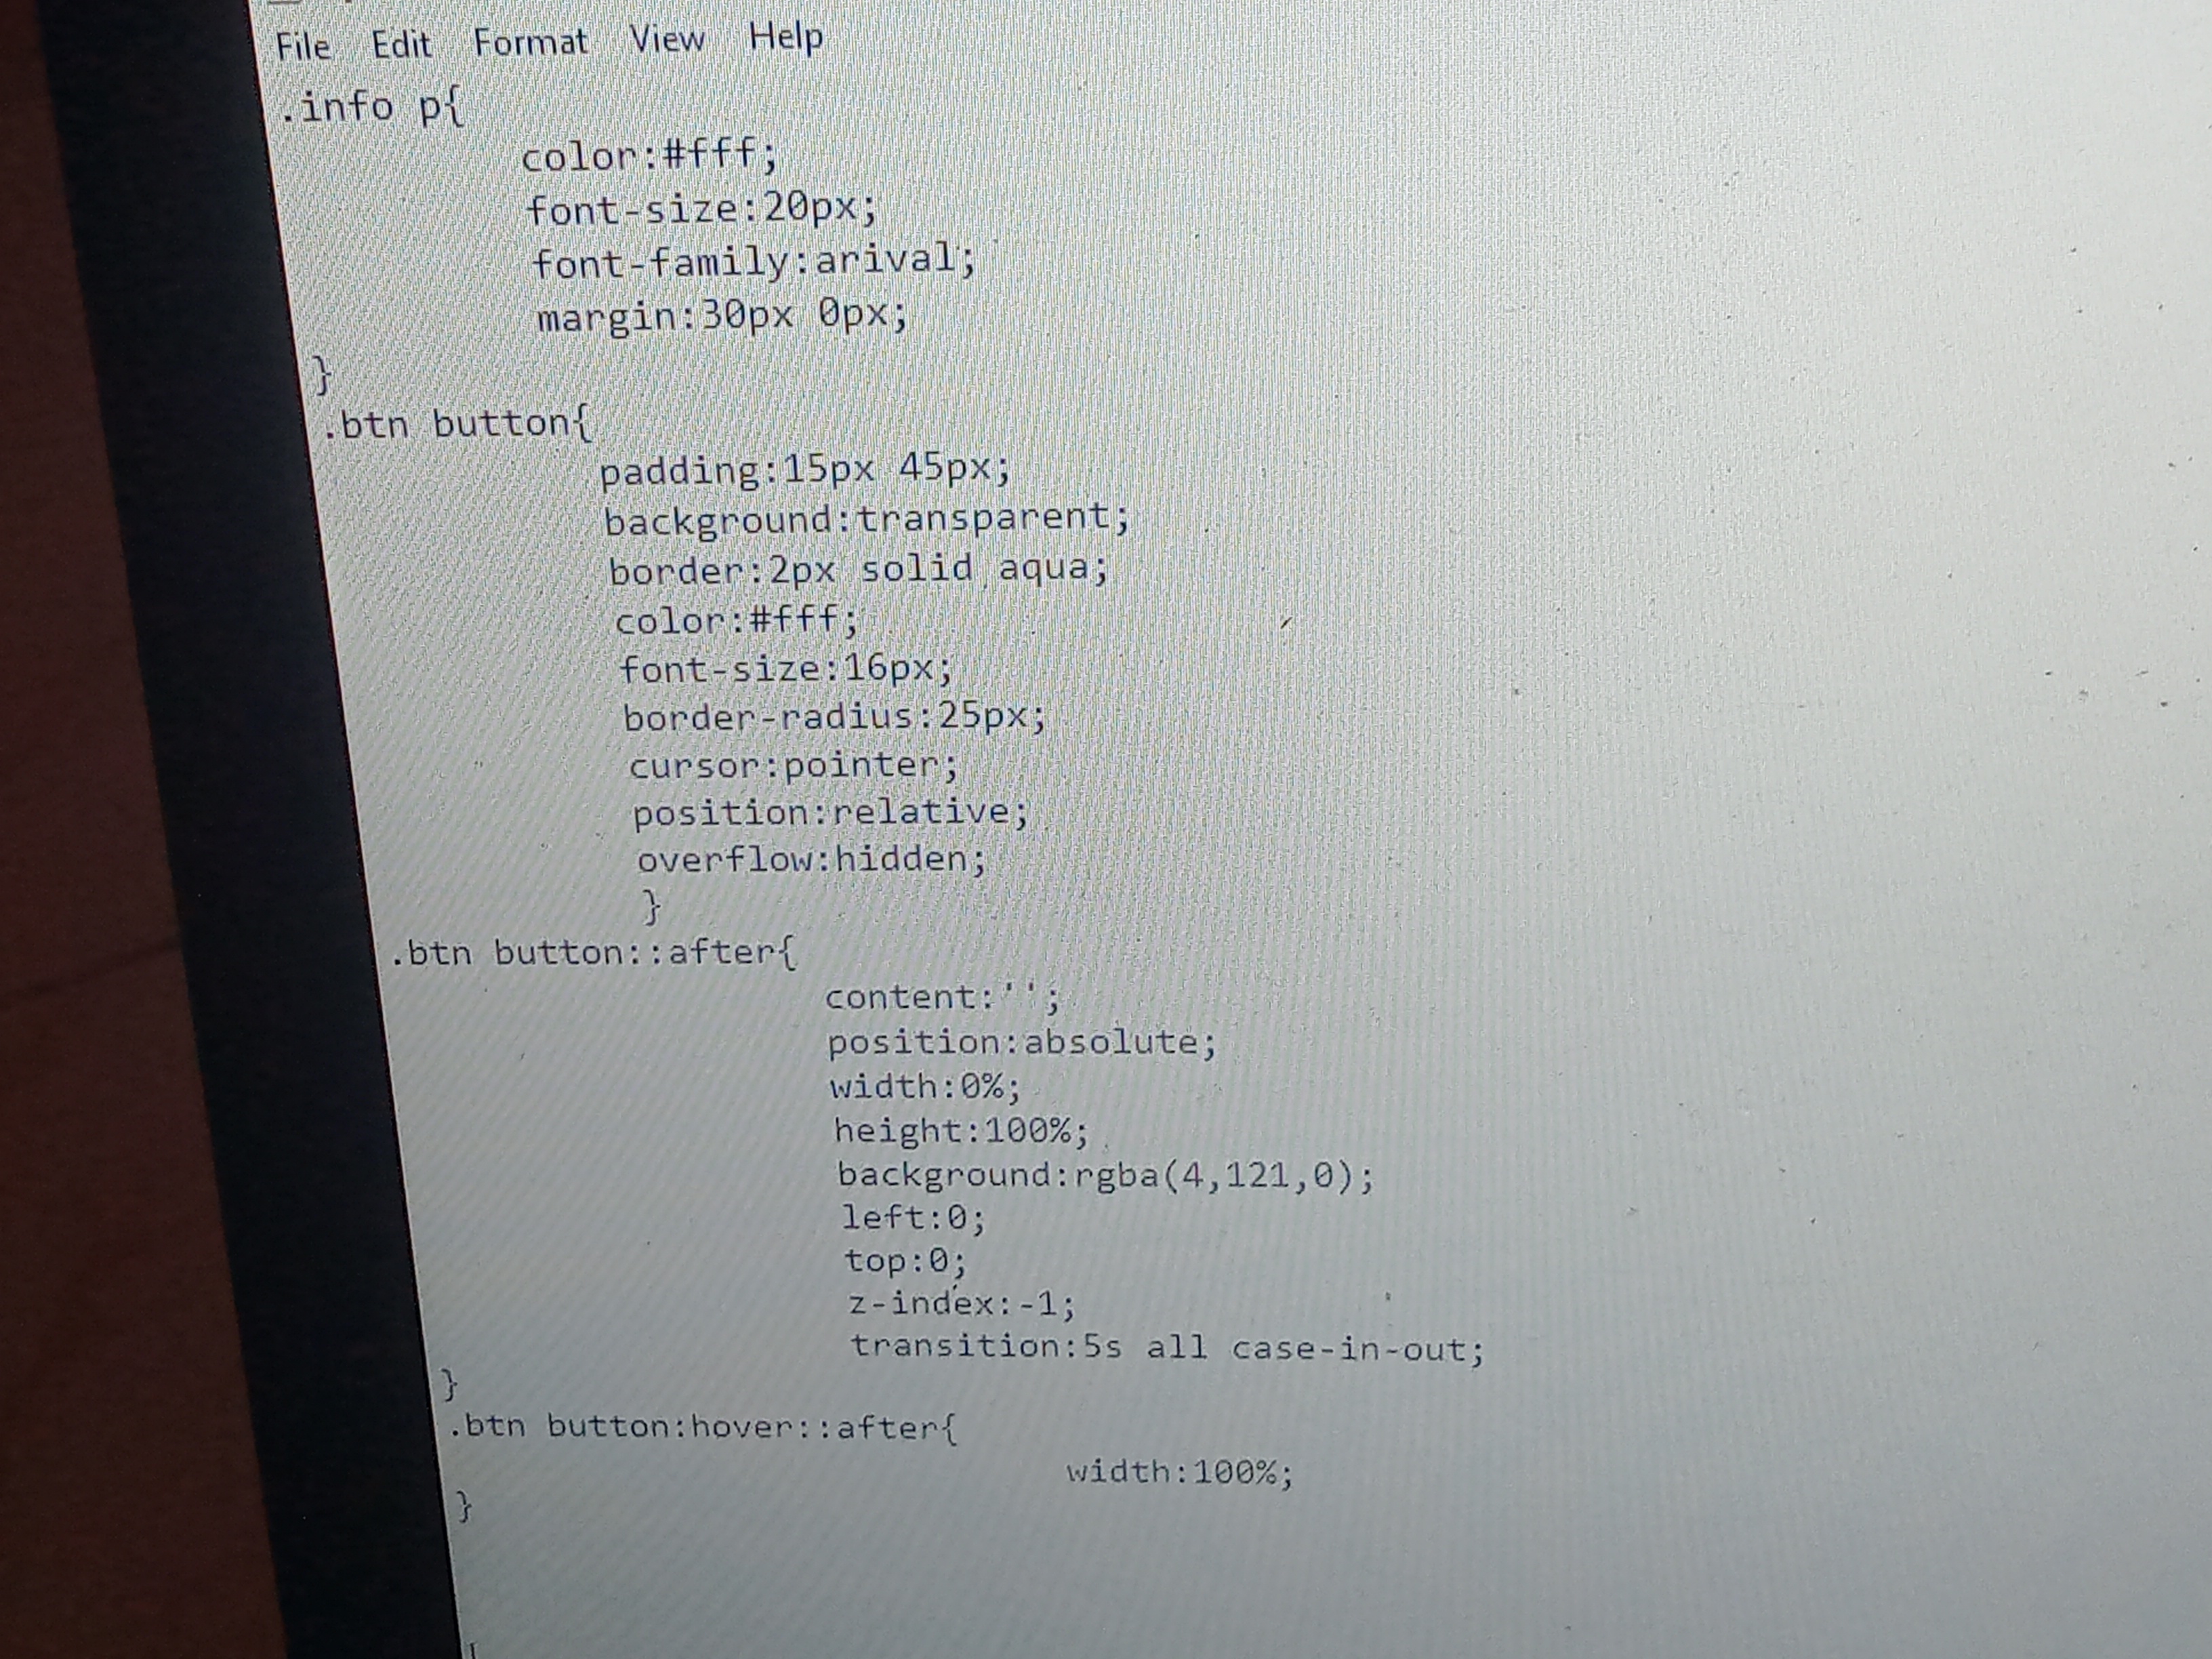 File Edit Format View Help
.info p{
color:#fff;
font-size:20px;
font-family:arival;
margin:30px 0px;
}
.btn button{
padding:15px 45px;
background:transparent;
border:2px solid aqua;
color:#fff;
font-size:16px;
border-radius:25px;
cursor:pointer;
position:relative;
overflow:hidden;
}
.btn button::after{
content:'';
position:absolute;
width:0%;
height:100%;
background:rgba(4,121,0);
left:0;
top:0;
z-index:-1;
transition:5s all case-in-out;
}
.btn button:hover::after{
width:100%;
}